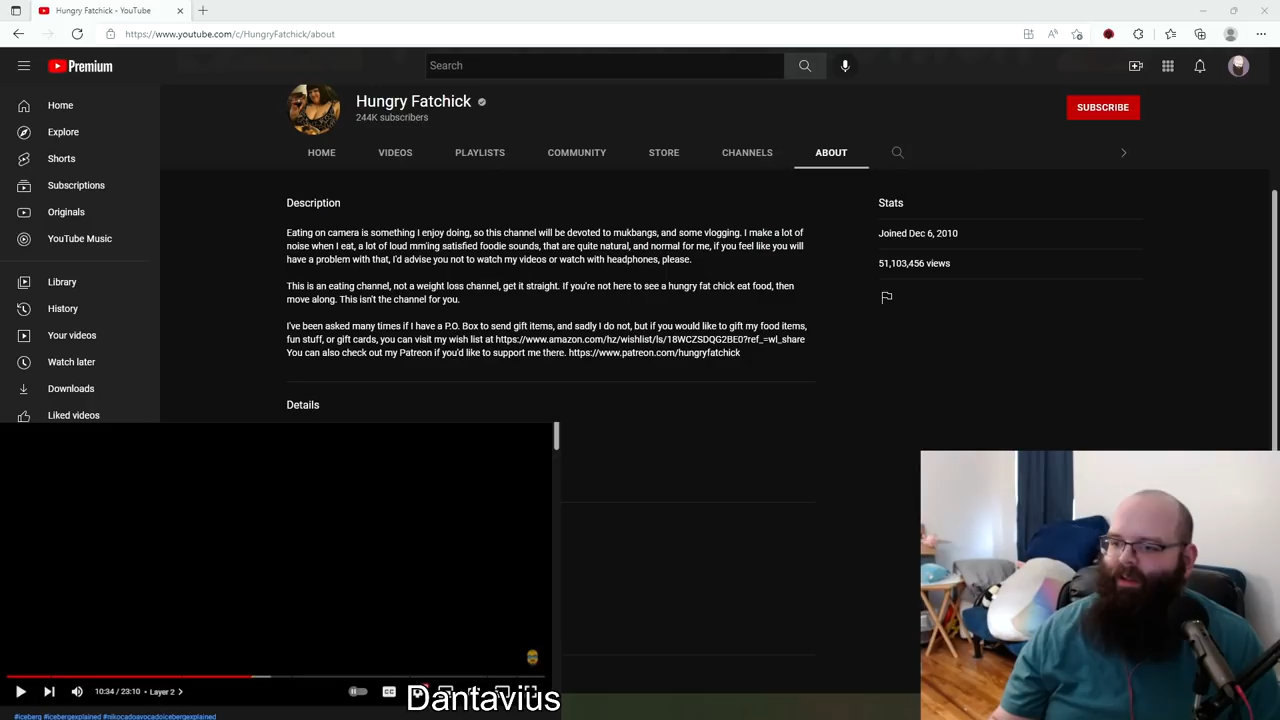 Hungry Fatchick - YouTube
https://www.youtube.com/c/HungryFatchick/about
Premium
Search
Home
Explore
Shorts
Subscriptions
Originals
YouTube Music
Library
History
Your videos
Watch later
Downloads
Liked videos
Hungry Fatchick
244K subscribers
SUBSCRIBE
HOME VIDEOS PLAYLISTS COMMUNITY STORE CHANNELS ABOUT
Description
Eating on camera is something I enjoy doing, so this channel will be devoted to mukbangs, and some vlogging. I make a lot of
noise when I eat, a lot of loud mm'ing satisfied foodie sounds, that are quite natural, and normal for me, if you feel like you will
have a problem with that, I'd advise you not to watch my videos or watch with headphones, please.
This is an eating channel, not a weight loss channel, get it straight. If you're not here to see a hungry fat chick eat food, then
move along. This isn't the channel for you.
I've been asked many times if I have a P.O. Box to send gift items, and sadly I do not, but if you would like to gift my food items,
fun stuff, or gift cards, you can visit my wish list at https://www.amazon.com/hz/wishlist/ls/18WCZSDQG2BE0?ref_=wl_share
You can also check out my Patreon if you'd like to support me there. https://www.patreon.com/hungryfatchick
Details
Stats
Joined Dec 6, 2010
51,103,456 views
10:34 / 23:10 • Layer 2
CC
Dantavius
#iceberg #icebergexplained #nikocadoavocadoicebergexplained